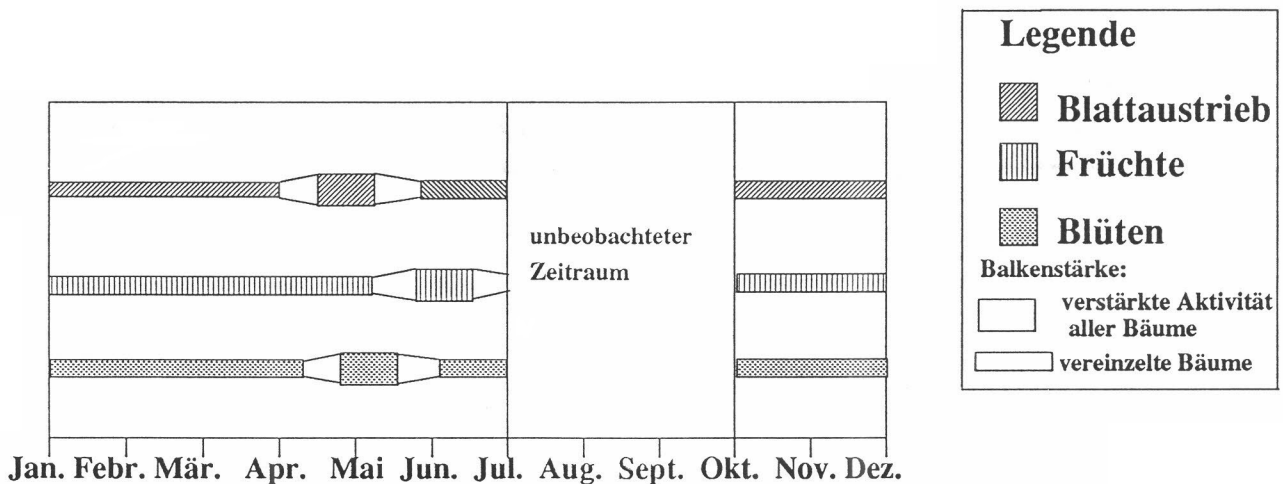 Legende
Blattaustrieb
Früchte
Blüten
Balkenstärke:
verstärkte Aktivität
aller Bäume
vereinzelte Bäume
unbeobachteter
Zeitraum
Jan. Febr. Mär. Apr. Mai Jun. Jul. Aug. Sept. Okt. Nov. Dez.